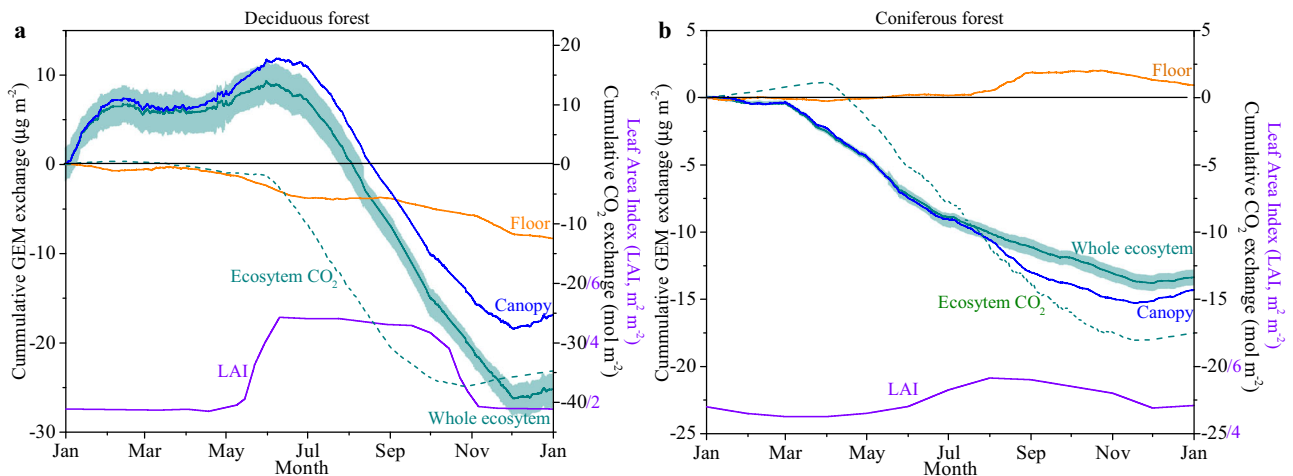 Deciduous forest
a
Cummulative GEM exchange (μg m-2)
10
0
-10
-20
-30
20
10
0
-10
-20/6
-30/4
-40/2
Cumulative CO2 exchange (mol m-2)
Leaf Area Index (LAI, m2 m-2)
Floor
Ecosytem CO2
Canopy
LAI
Whole ecosytem
Jan
Mar
May
Jul
Sep
Nov
Jan
Month
Coniferous forest
b
Cummulative GEM exchange (μg m-2)
5
0
-5
-10
-15
-20
-25
5
0
-5
-10
-15
-20/6
-25/4
Cumulative CO2 exchange (mol m-2)
Leaf Area Index (LAI, m2 m-2)
Floor
Whole ecosytem
Ecosytem CO2
Canopy
LAI
Jan
Mar
May
Jul
Sep
Nov
Jan
Month